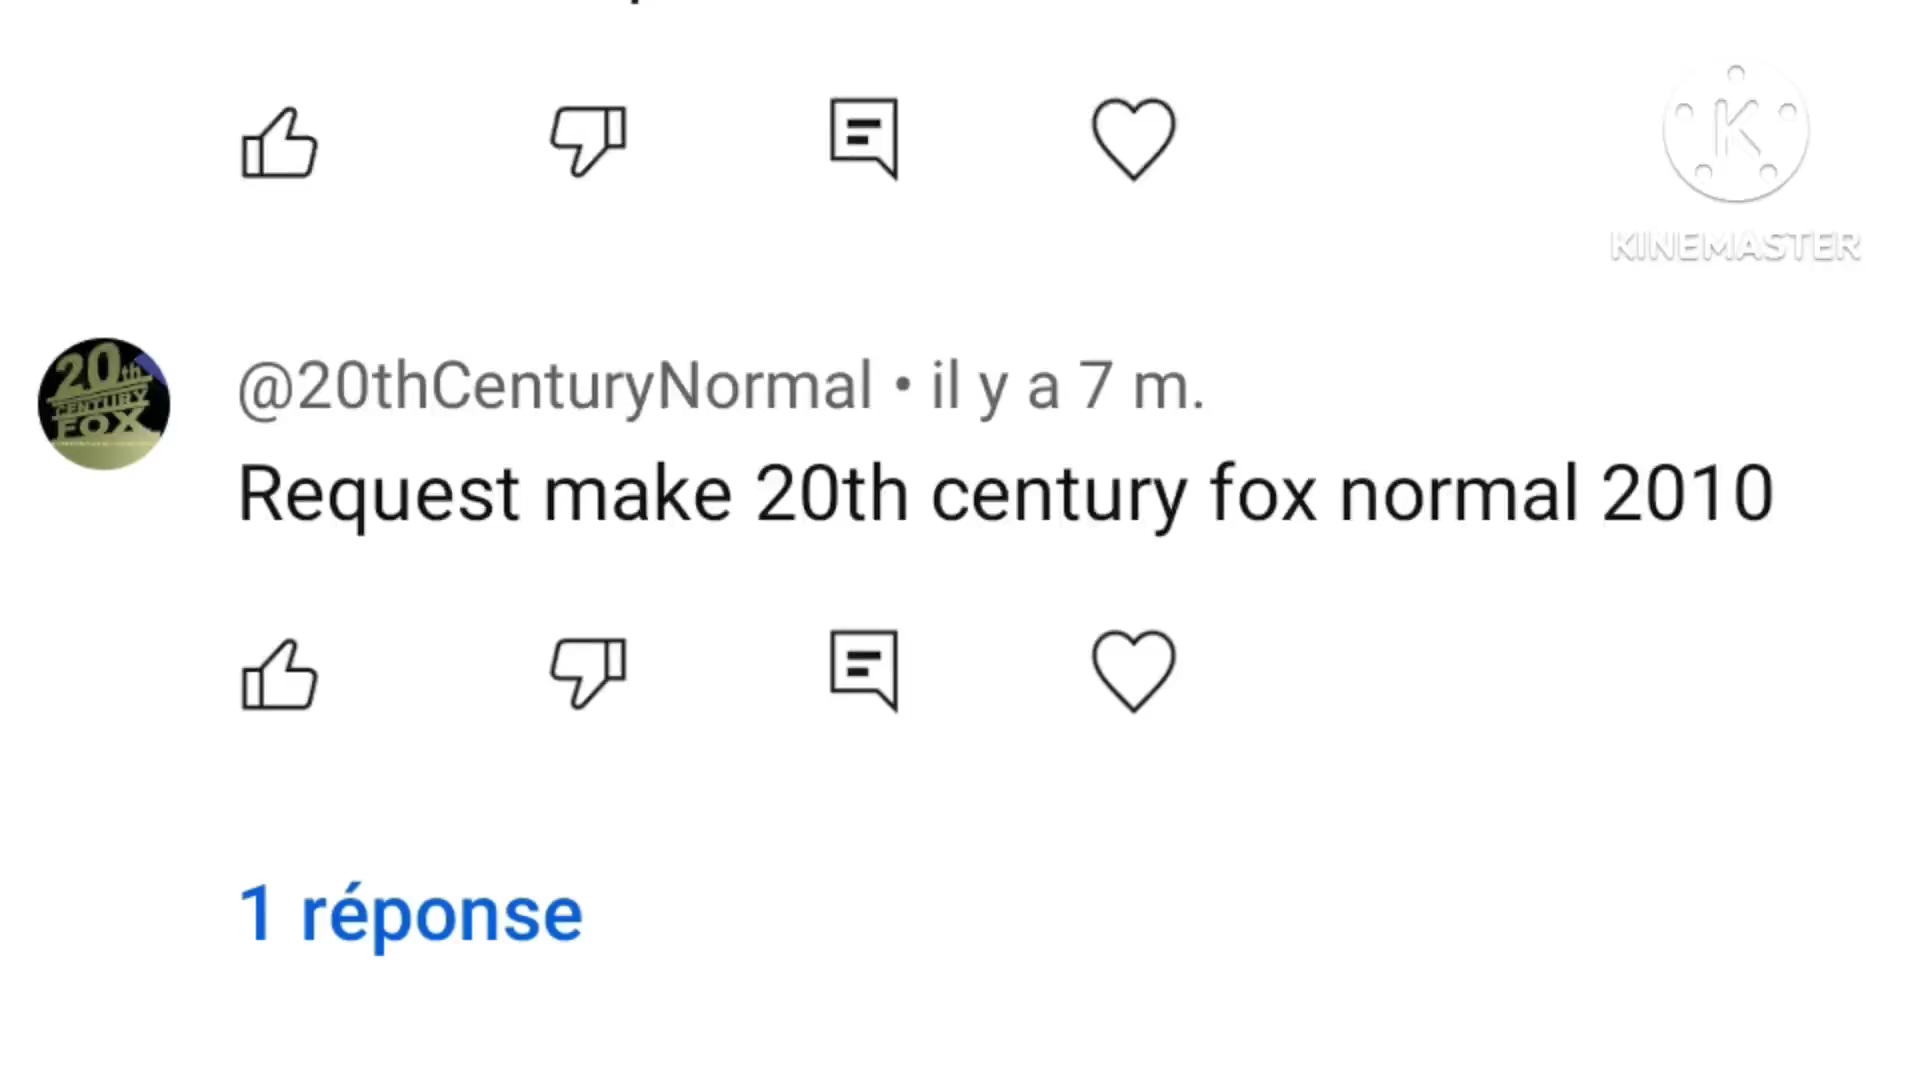 KINEMASTER
20th
CENTURY
FOX
@20thCenturyNormal • il y a 7 m.
Request make 20th century fox normal 2010
1 réponse